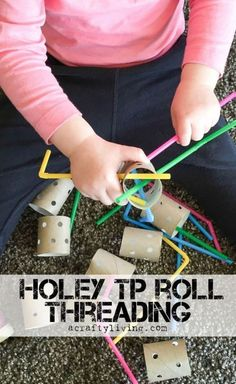 HOLEY TP ROLL
THREADING
acraftyliving.com